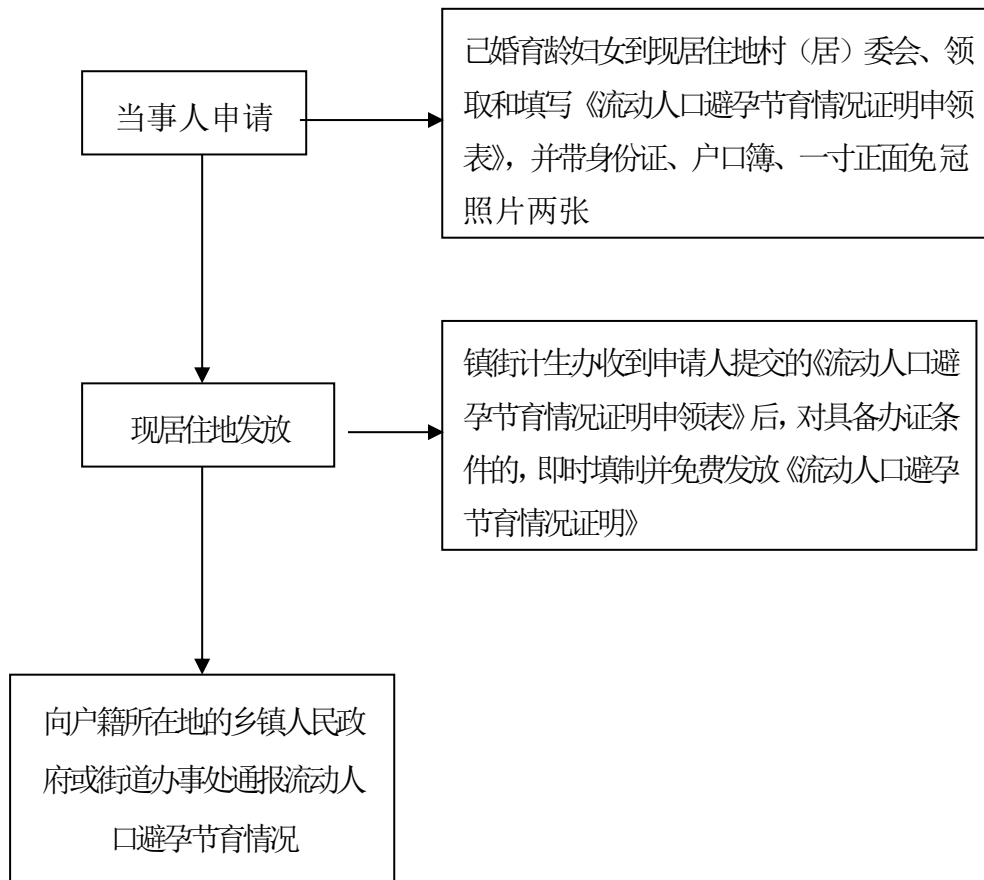 当事人申请
已婚育龄妇女到现居住地村（居）委会、领
取和填写《流动人口避孕节育情况证明申领
表》，并带身份证、户口簿、一寸正面免冠
照片两张
现居住地发放
镇街计生办收到申请人提交的《流动人口避
孕节育情况证明申领表》后，对具备办证条
件的，即时填制并免费发放《流动人口避孕
节育情况证明》
向户籍所在地的乡镇人民政
府或街道办事处通报流动人
口避孕节育情况